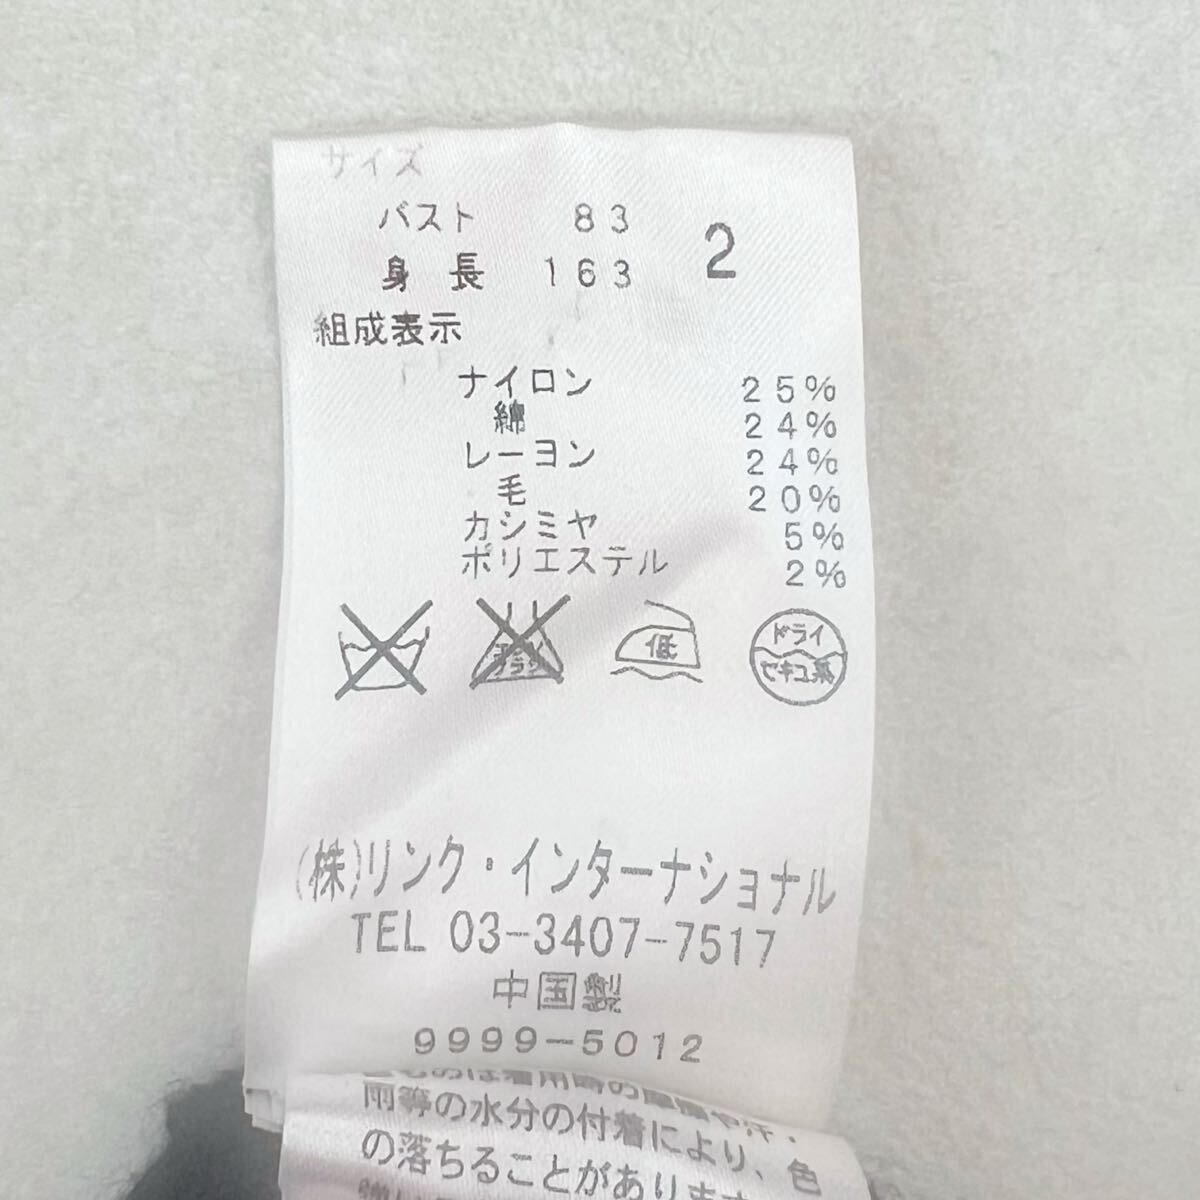 サイズ
バスト 83
身長 163 2
組成表示
ナイロン 25%
綿 24%
レーヨン 24%
毛 20%
カシミヤ 5%
ポリエステル 2%
低
ドライ
セキユ系
(株)リンク・インターナショナル
TEL 03-3407-7517
中国製
9999-5012
雨等の水分の付着により、色
の落ちることがあります